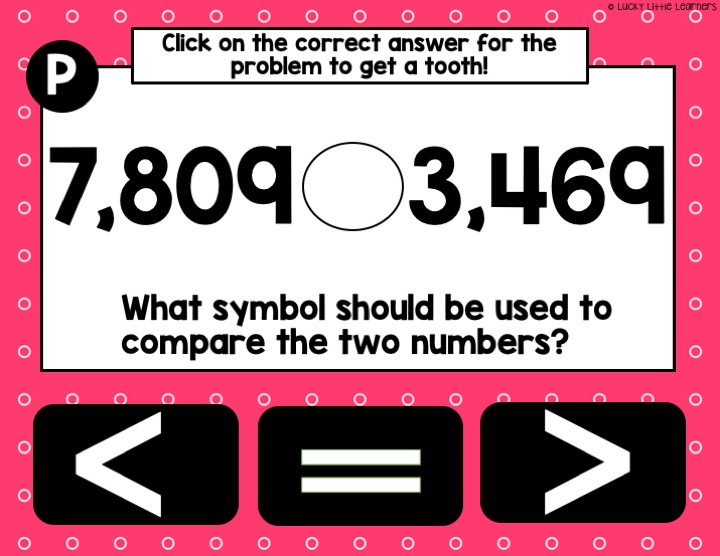 © Lucky Little Learners
Click on the correct answer for the
problem to get a tooth!
P
7,809 3,469
What symbol should be used to
compare the two numbers?
< = >